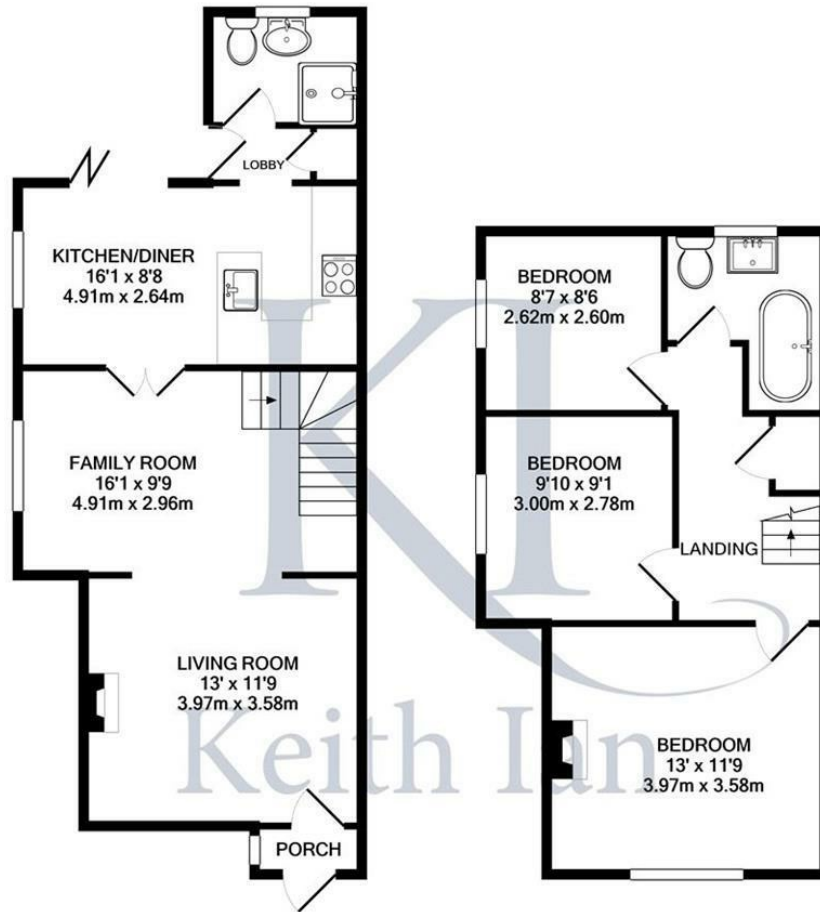 LOBBY
KITCHEN/DINER
16'1 x 8'8
4.91m x 2.64m
FAMILY ROOM
16'1 x 9'9
4.91m x 2.96m
LIVING ROOM
13' x 11'9
3.97m x 3.58m
PORCH
BEDROOM
8'7 x 8'6
2.62m x 2.60m
BEDROOM
9'10 x 9'1
3.00m x 2.78m
LANDING
BEDROOM
13' x 11'9
3.97m x 3.58m
KI
Keith Ian